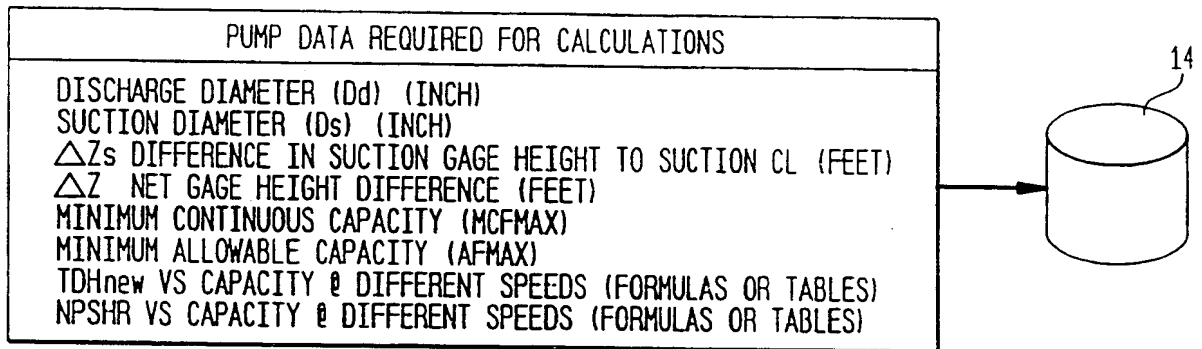 PUMP DATA REQUIRED FOR CALCULATIONS
14
DISCHARGE DIAMETER (Dd) (INCH)
SUCTION DIAMETER (Ds) (INCH)
△Zs DIFFERENCE IN SUCTION GAGE HEIGHT TO SUCTION CL (FEET)
△Z NET GAGE HEIGHT DIFFERENCE (FEET)
MINIMUM CONTINUOUS CAPACITY (MCFMAX)
MINIMUM ALLOWABLE CAPACITY (AFMAX)
TDHnew VS CAPACITY @ DIFFERENT SPEEDS (FORMULAS OR TABLES)
NPSHR VS CAPACITY @ DIFFERENT SPEEDS (FORMULAS OR TABLES)